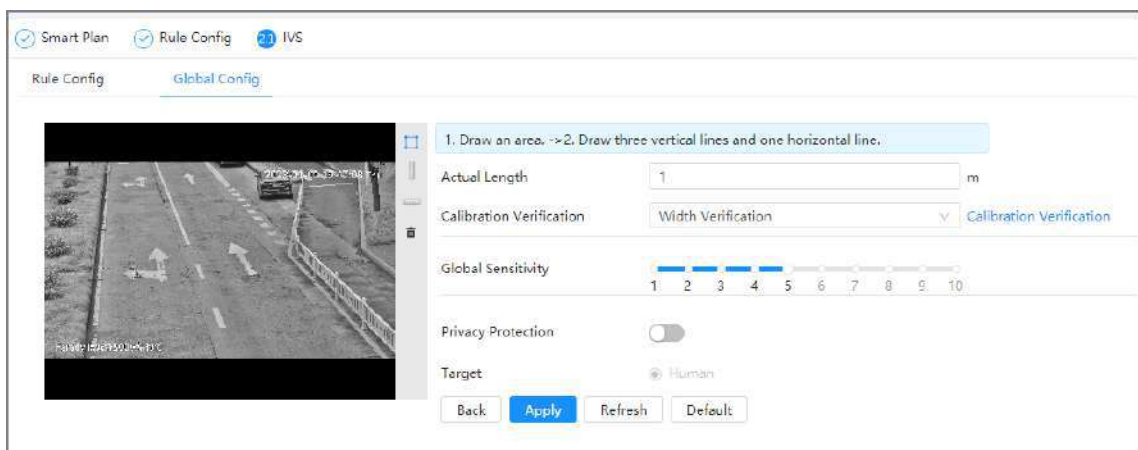 Smart Plan Rule Config 21 IVS
Rule Config Global Config
1. Draw an area. ->2. Draw three vertical lines and one horizontal line.
Actual Length 1 m
Calibration Verification Width Verification Calibration Verification
Global Sensitivity
1 2 3 4 5 6 7 8 9 10
Privacy Protection
Target Human
Back Apply Refresh Default